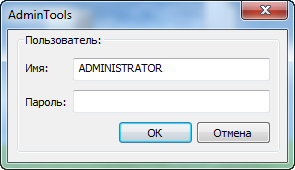 AdminTools
Пользователь:
Имя: ADMINISTRATOR
Пароль:
OK Отмена